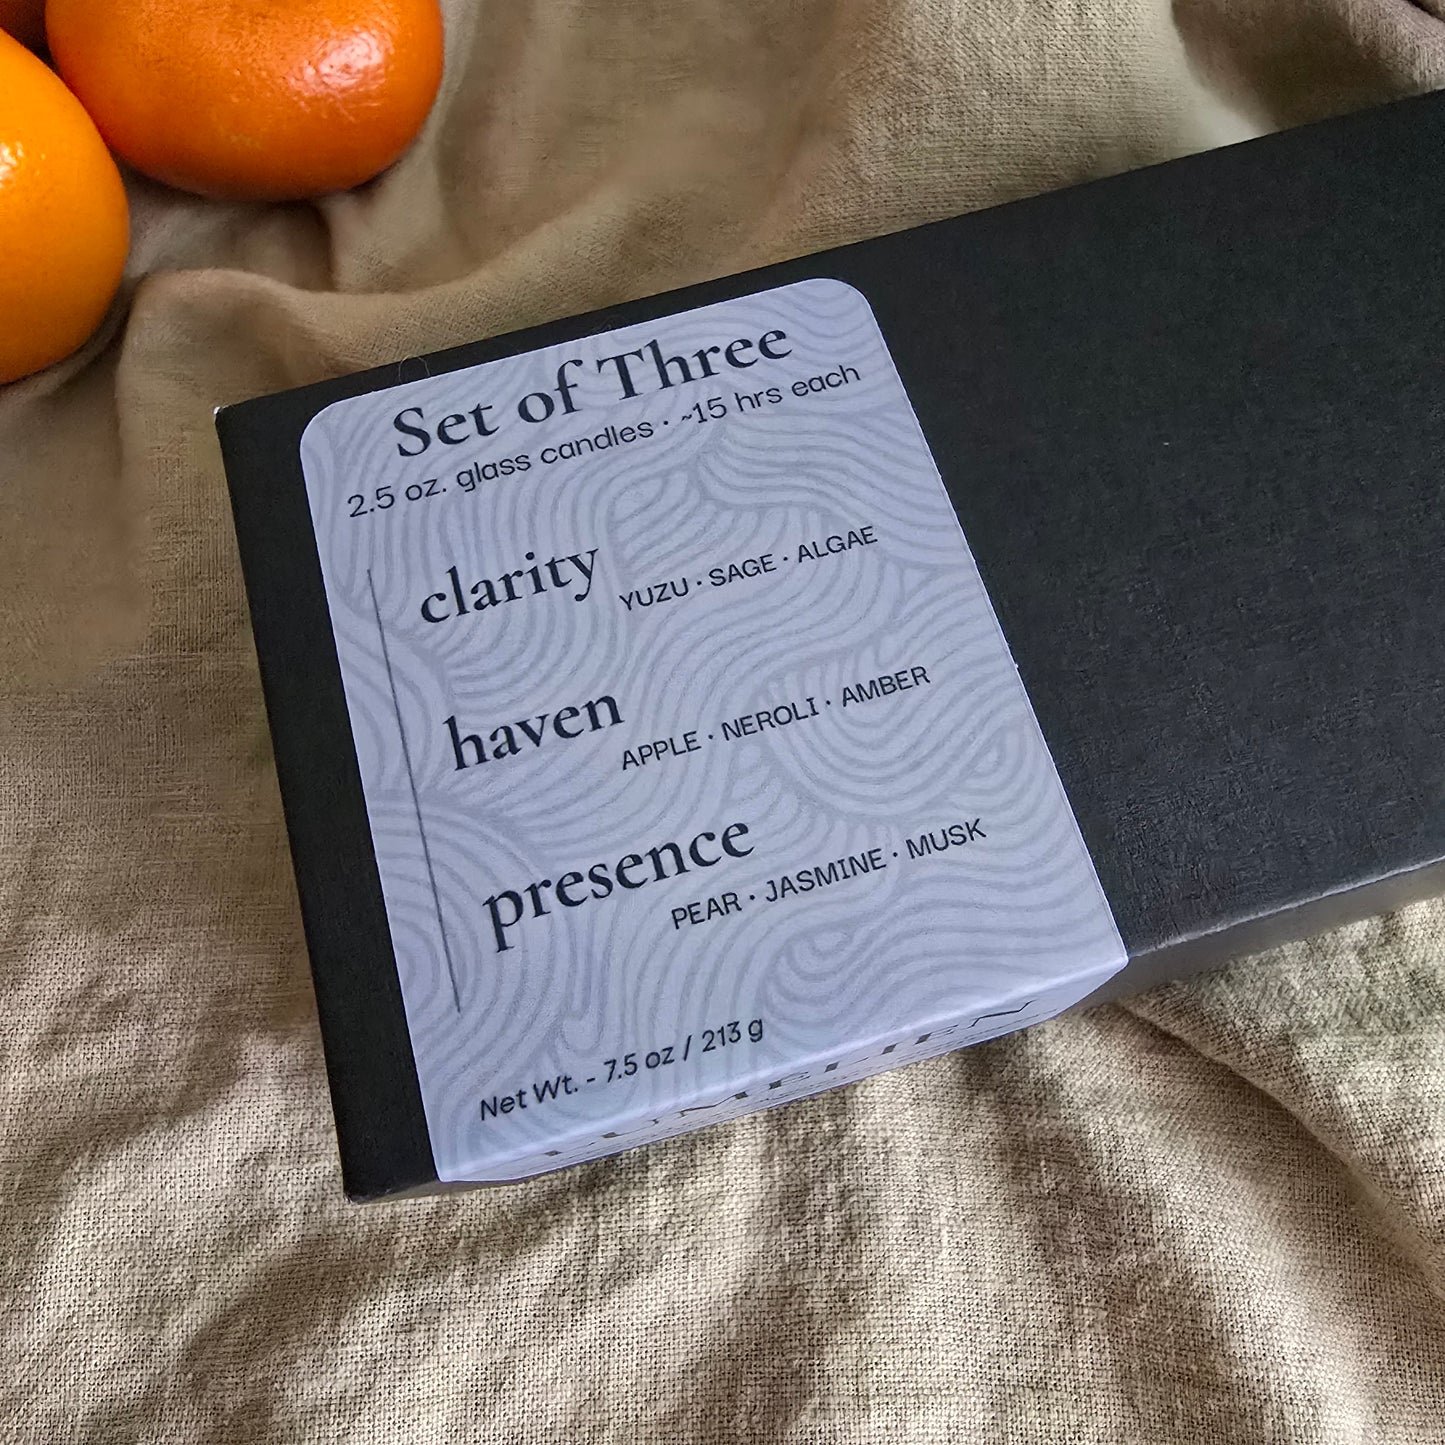 Set of Three
2.5 oz. glass candles · ~15 hrs each
clarity YUZU · SAGE · ALGAE
haven APPLE · NEROLI · AMBER
presence PEAR · JASMINE · MUSK
Net Wt. - 7.5 oz / 213 g